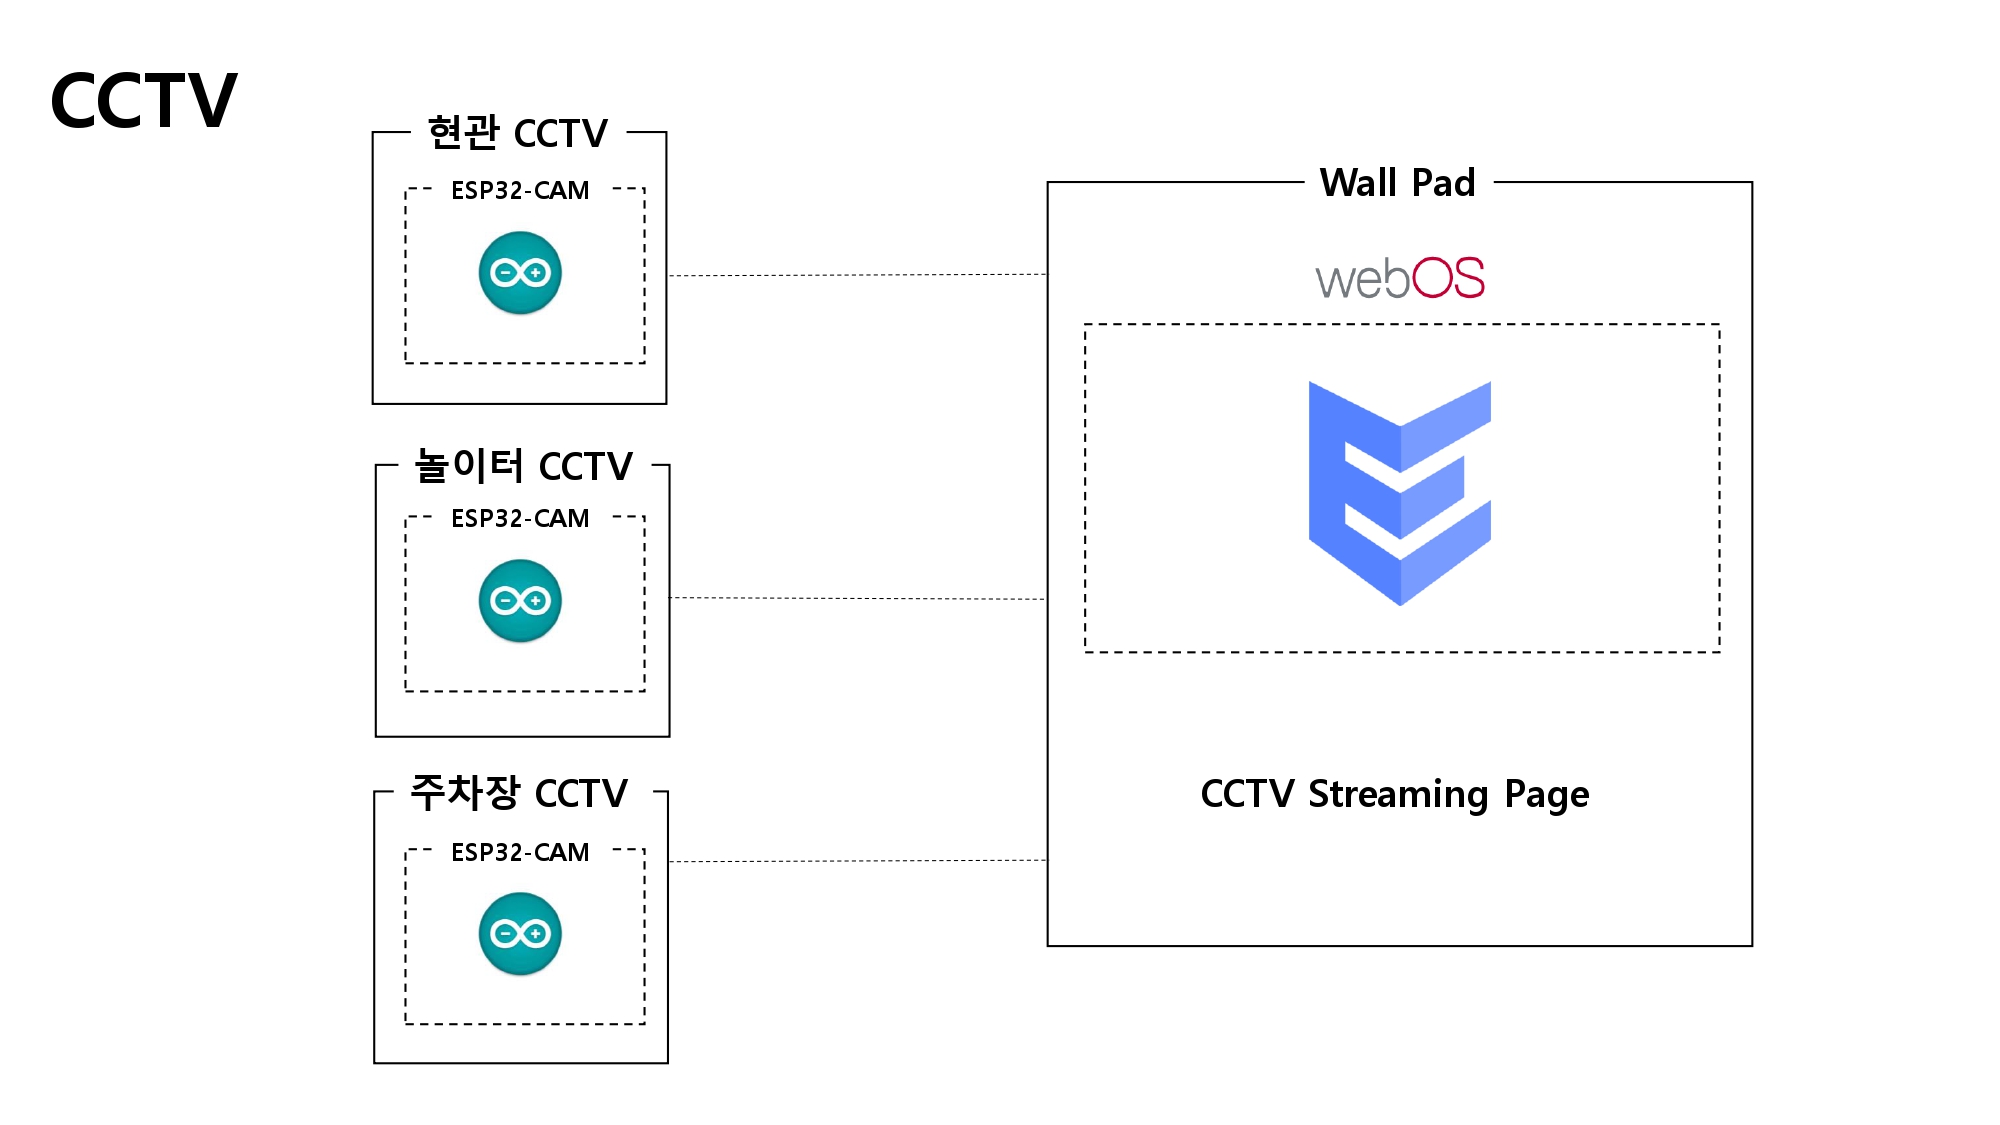 CCTV
현관 CCTV
ESP32-CAM
놀이터 CCTV
ESP32-CAM
주차장 CCTV
ESP32-CAM
Wall Pad
webOS
CCTV Streaming Page